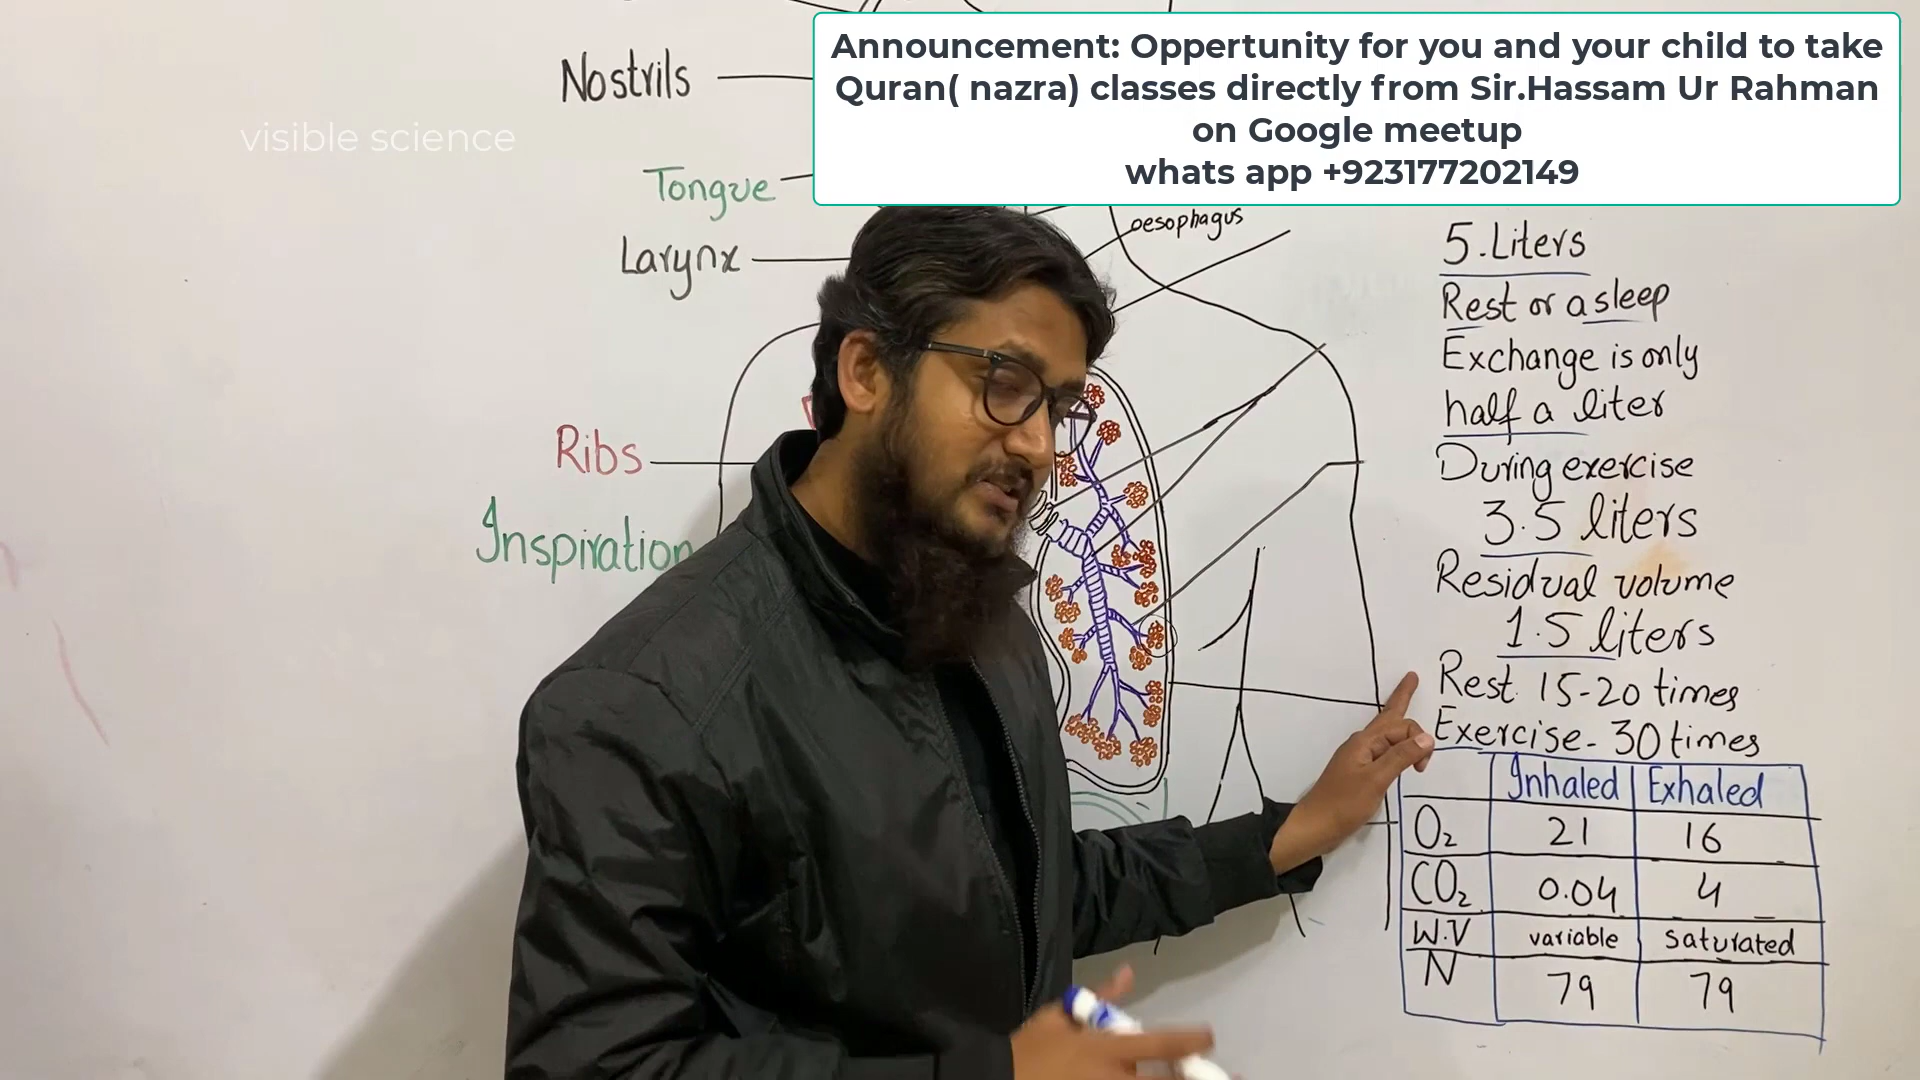 Announcement: Oppertunity for you and your child to take
Quran( nazra) classes directly from Sir.Hassam Ur Rahman
on Google meetup
whats app +923177202149
visible science
Nostrils
Tongue
Larynx
oesophagus
Ribs
Inspiration
5.Liters
Rest or asleep
Exchange is only
half a liter
During exercise
3.5 liters
Residual volume
1.5 liters
Rest 15-20 times
Exercise- 30 times
Inhaled Exhaled
O₂ 21 16
CO₂ 0.04 4
W.V variable saturated
N 79 79